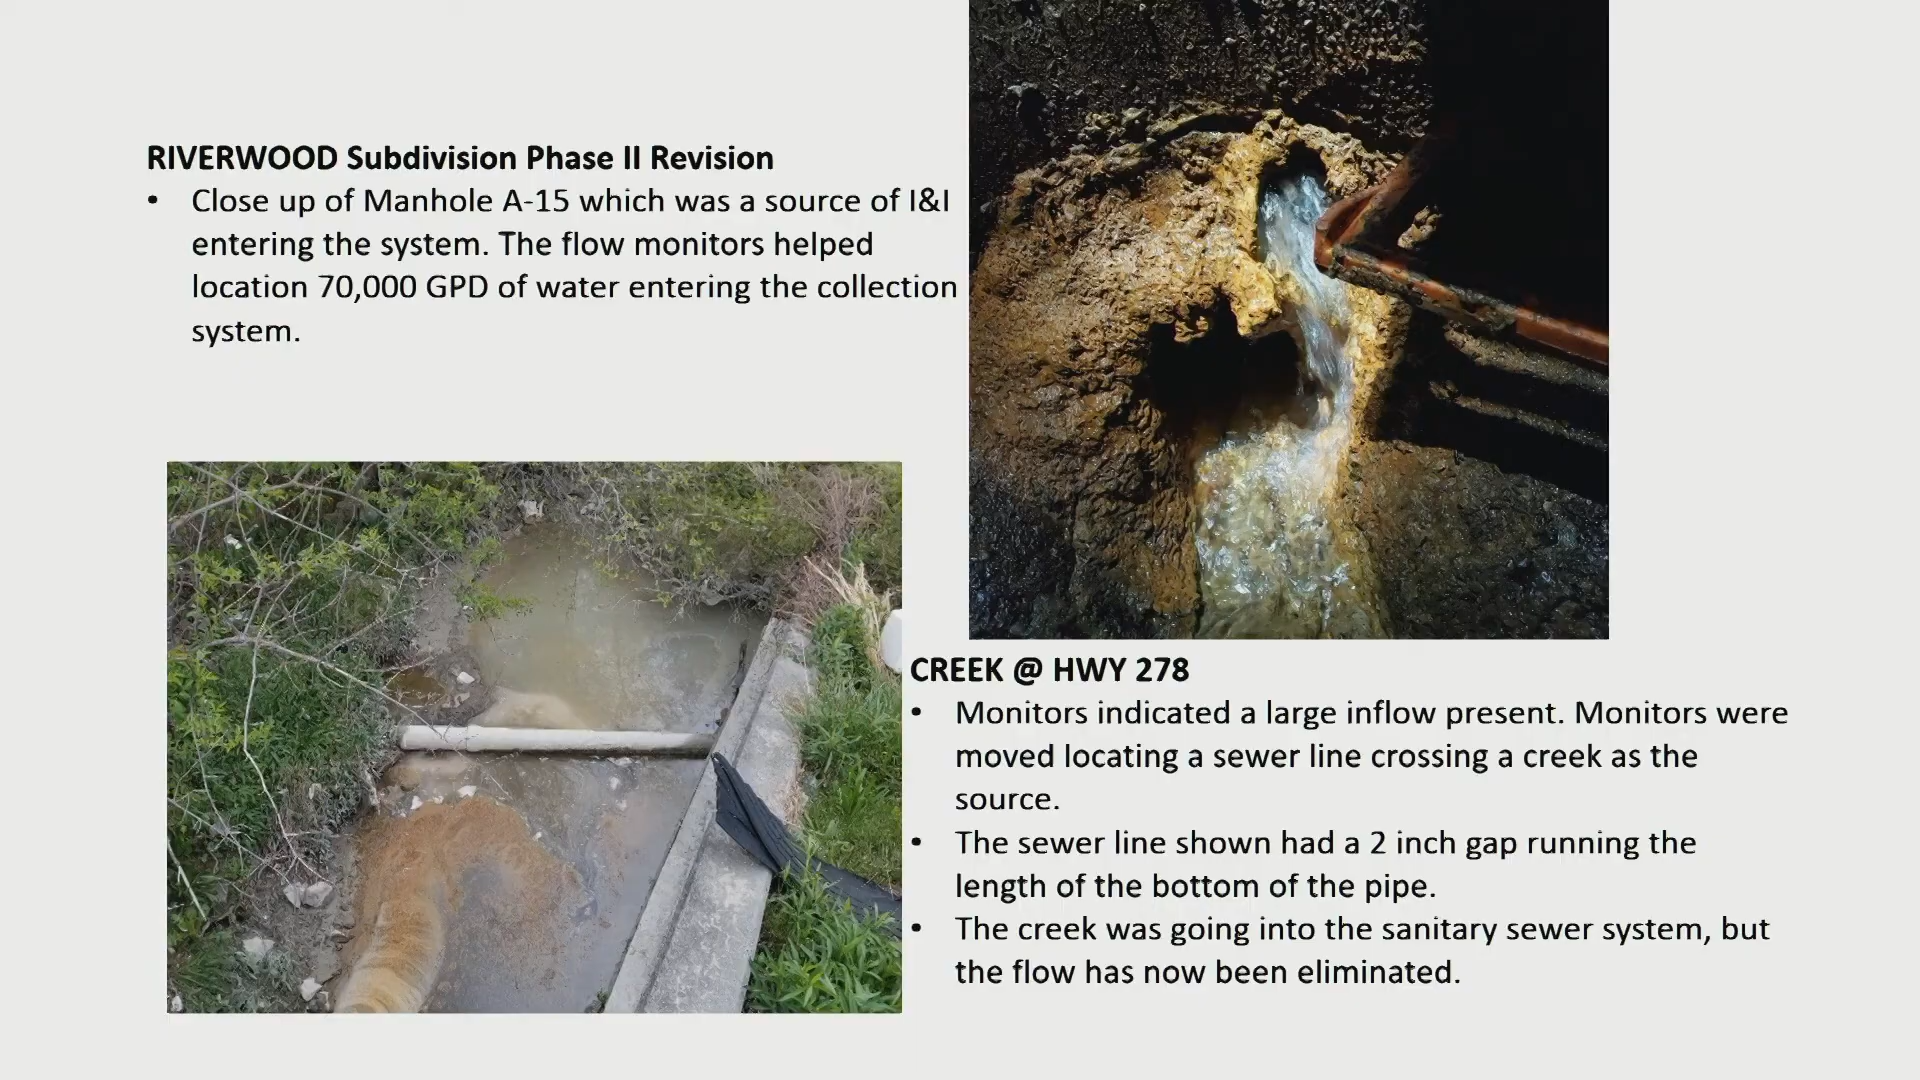 RIVERWOOD Subdivision Phase II Revision
• Close up of Manhole A-15 which was a source of I&I
entering the system. The flow monitors helped
location 70,000 GPD of water entering the collection
system.
CREEK @ HWY 278
• Monitors indicated a large inflow present. Monitors were
moved locating a sewer line crossing a creek as the
source.
• The sewer line shown had a 2 inch gap running the
length of the bottom of the pipe.
• The creek was going into the sanitary sewer system, but
the flow has now been eliminated.